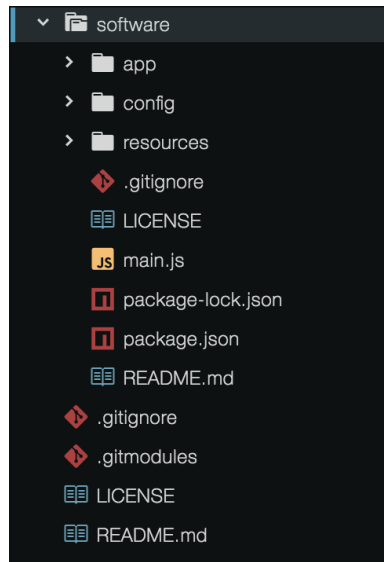 software
app
config
resources
.gitignore
LICENSE
JS main.js
package-lock.json
package.json
README.md
.gitignore
.gitmodules
LICENSE
README.md